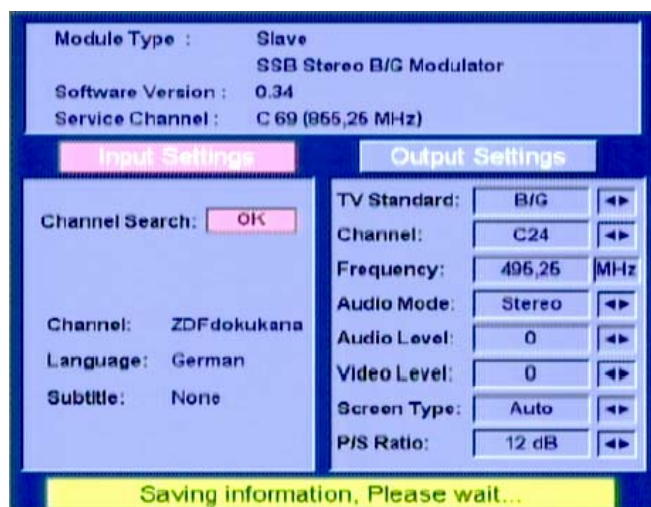 Module Type : Slave
SSB Stereo B/G Modulator
Software Version : 0.34
Service Channel : C 69 (855,25 MHz)
Input Settings
Output Settings
Channel Search: OK
Channel: ZDFdokukana
Language: German
Subtitle: None
TV Standard: B/G
Channel: C24
Frequency: 495,25 MHz
Audio Mode: Stereo
Audio Level: 0
Video Level: 0
Screen Type: Auto
P/S Ratio: 12 dB
Saving information, Please wait...